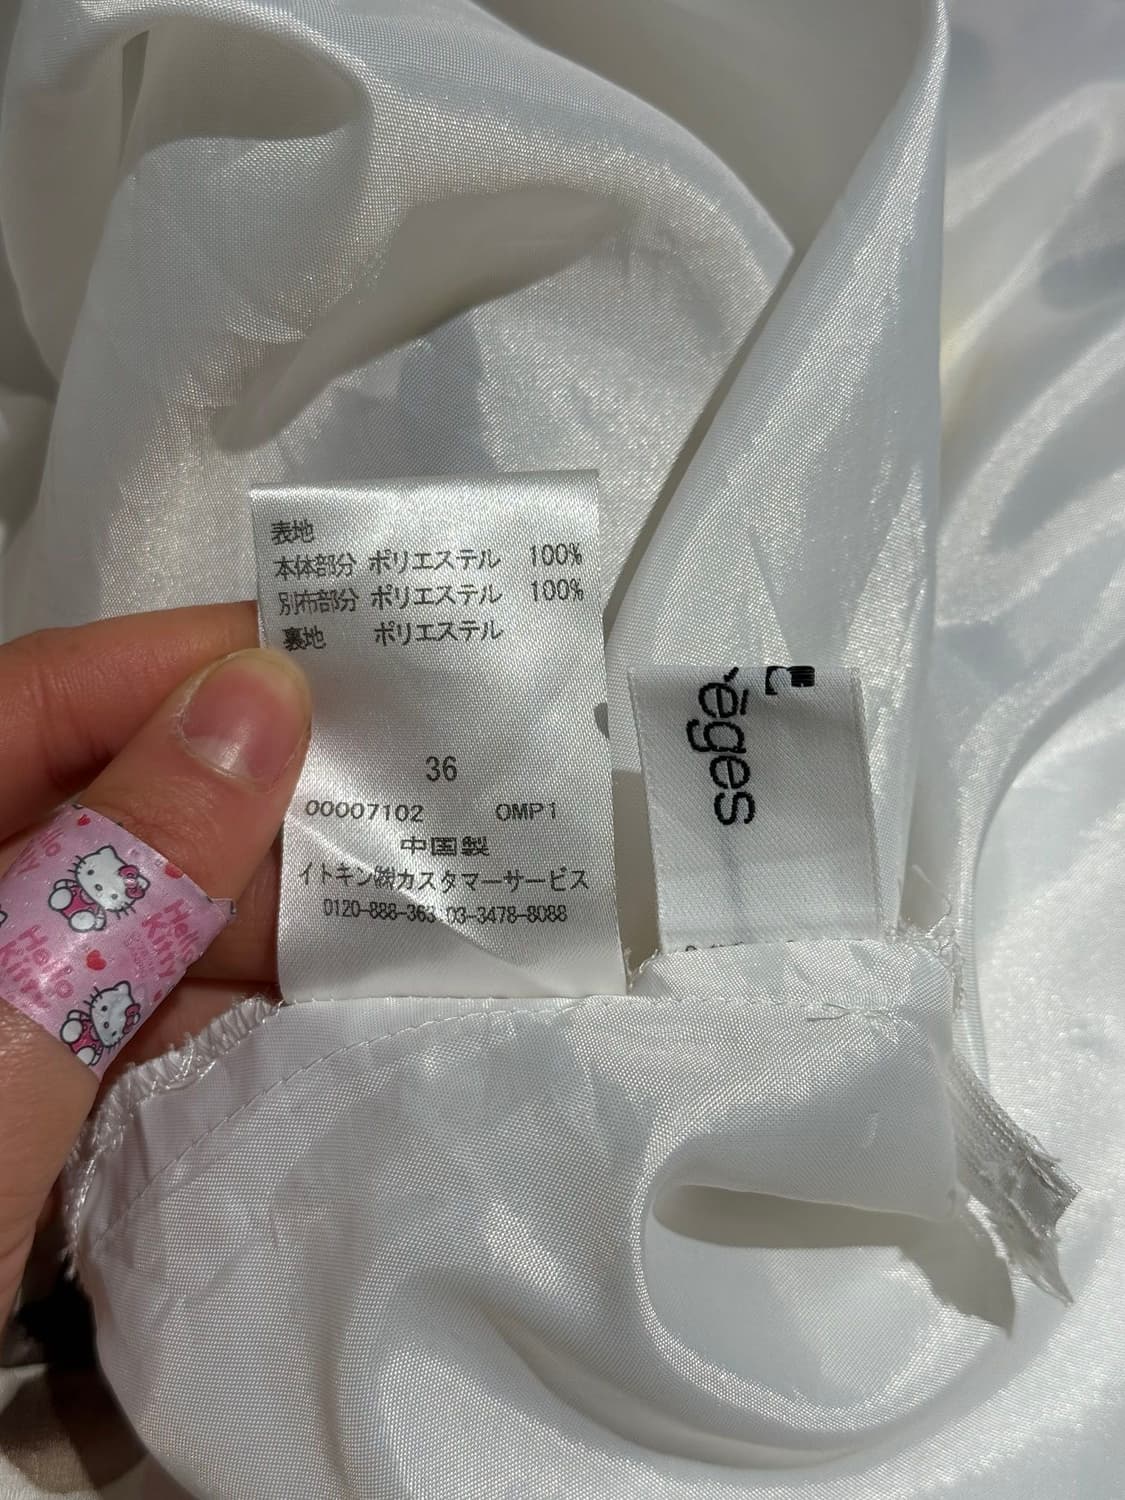 表地
本体部分 ポリエステル 100%
別布部分 ポリエステル 100%
裏地 ポリエステル
36
00007102 OMP1
中国製
イトキン㈱カスタマーサービス
0120-888-363 03-3478-8088
èges
Hello
Kitty
Hello
Kitty